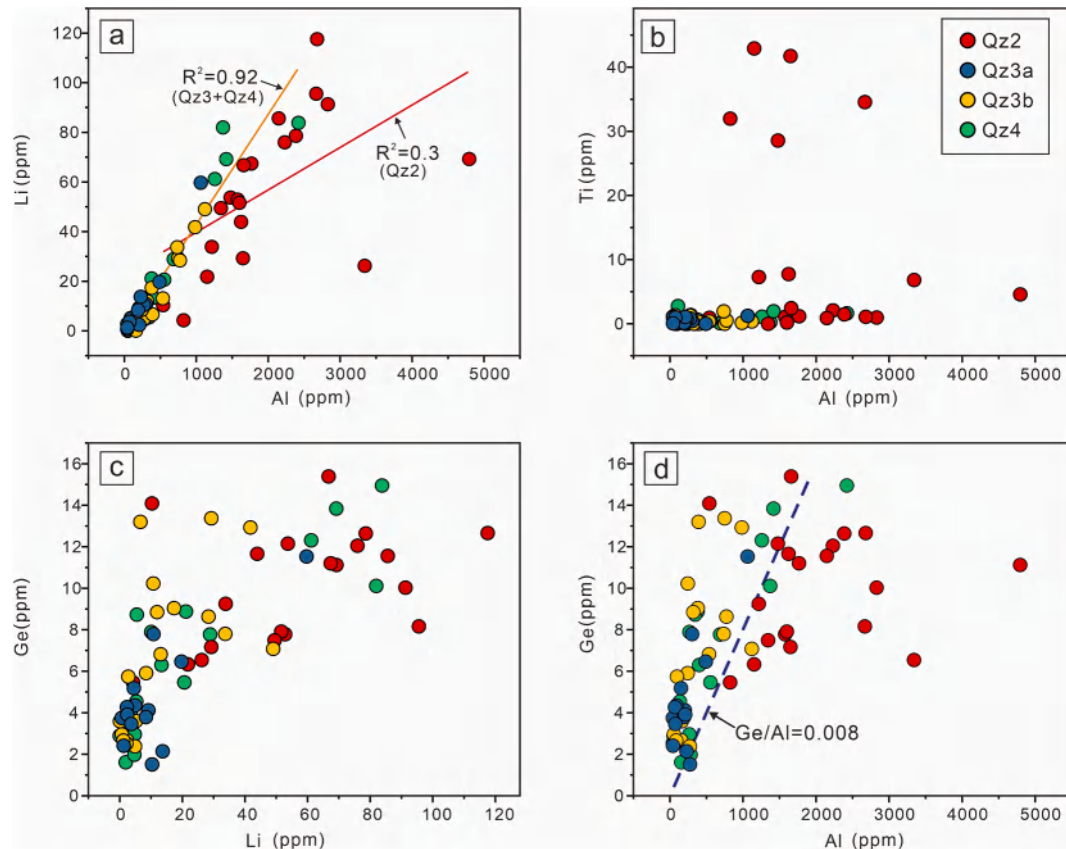 a
120
100
80
60
40
20
0
Li(ppm)
R²=0.92
(Qz3+Qz4)
R²=0.3
(Qz2)
0 1000 2000 3000 4000 5000
Al (ppm)
b
40
30
20
10
0
Ti(ppm)
Qz2
Qz3a
Qz3b
Qz4
0 1000 2000 3000 4000 5000
Al (ppm)
c
16
14
12
10
8
6
4
2
0
Ge(ppm)
0 20 40 60 80 100 120
Li (ppm)
d
16
14
12
10
8
6
4
2
0
Ge(ppm)
Ge/Al=0.008
0 1000 2000 3000 4000 5000
Al (ppm)